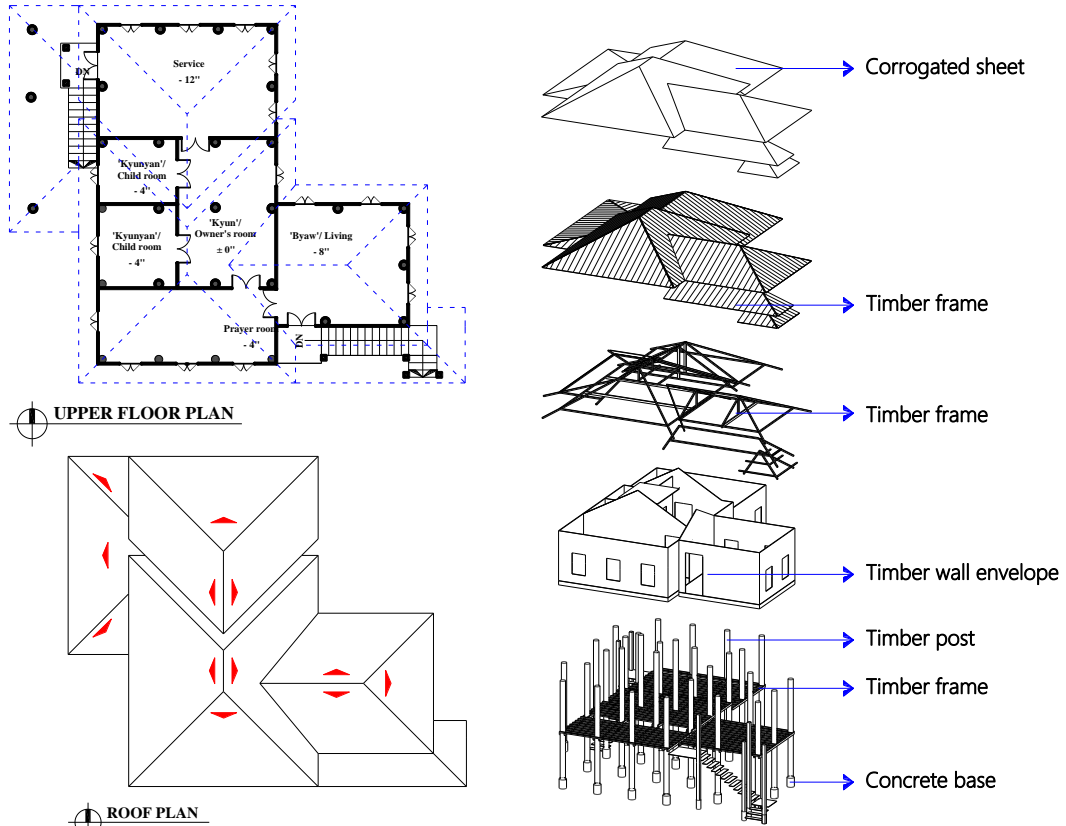 Service
- 12"
DN
'Kyunyan'/
Child room
- 4"
'Kyunyan'/
Child room
- 4"
'Kyun'/
Owner's room
± 0"
'Byaw'/ Living
- 8"
Prayer room
- 4"
DN
UPPER FLOOR PLAN
ROOF PLAN
Corrogated sheet
Timber frame
Timber frame
Timber wall envelope
Timber post
Timber frame
Concrete base